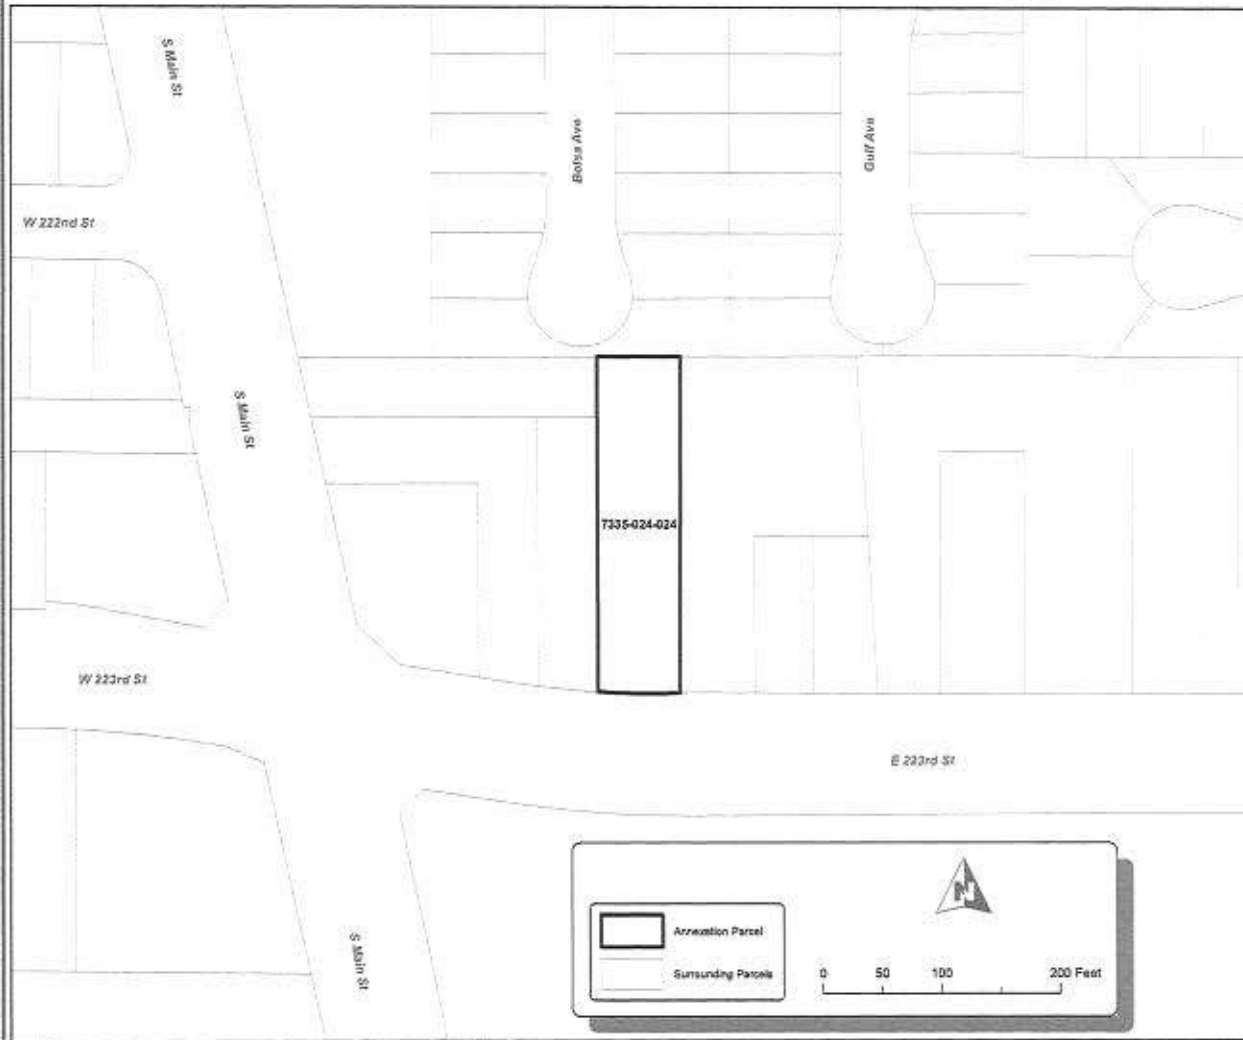 S Main St
Bolsa Ave
Gulf Ave
W 222nd St
S Main St
7335-024-024
W 223rd St
E 223rd St
S Main St
N
Annexation Parcel
Surrounding Parcels
0 50 100 200 Feet